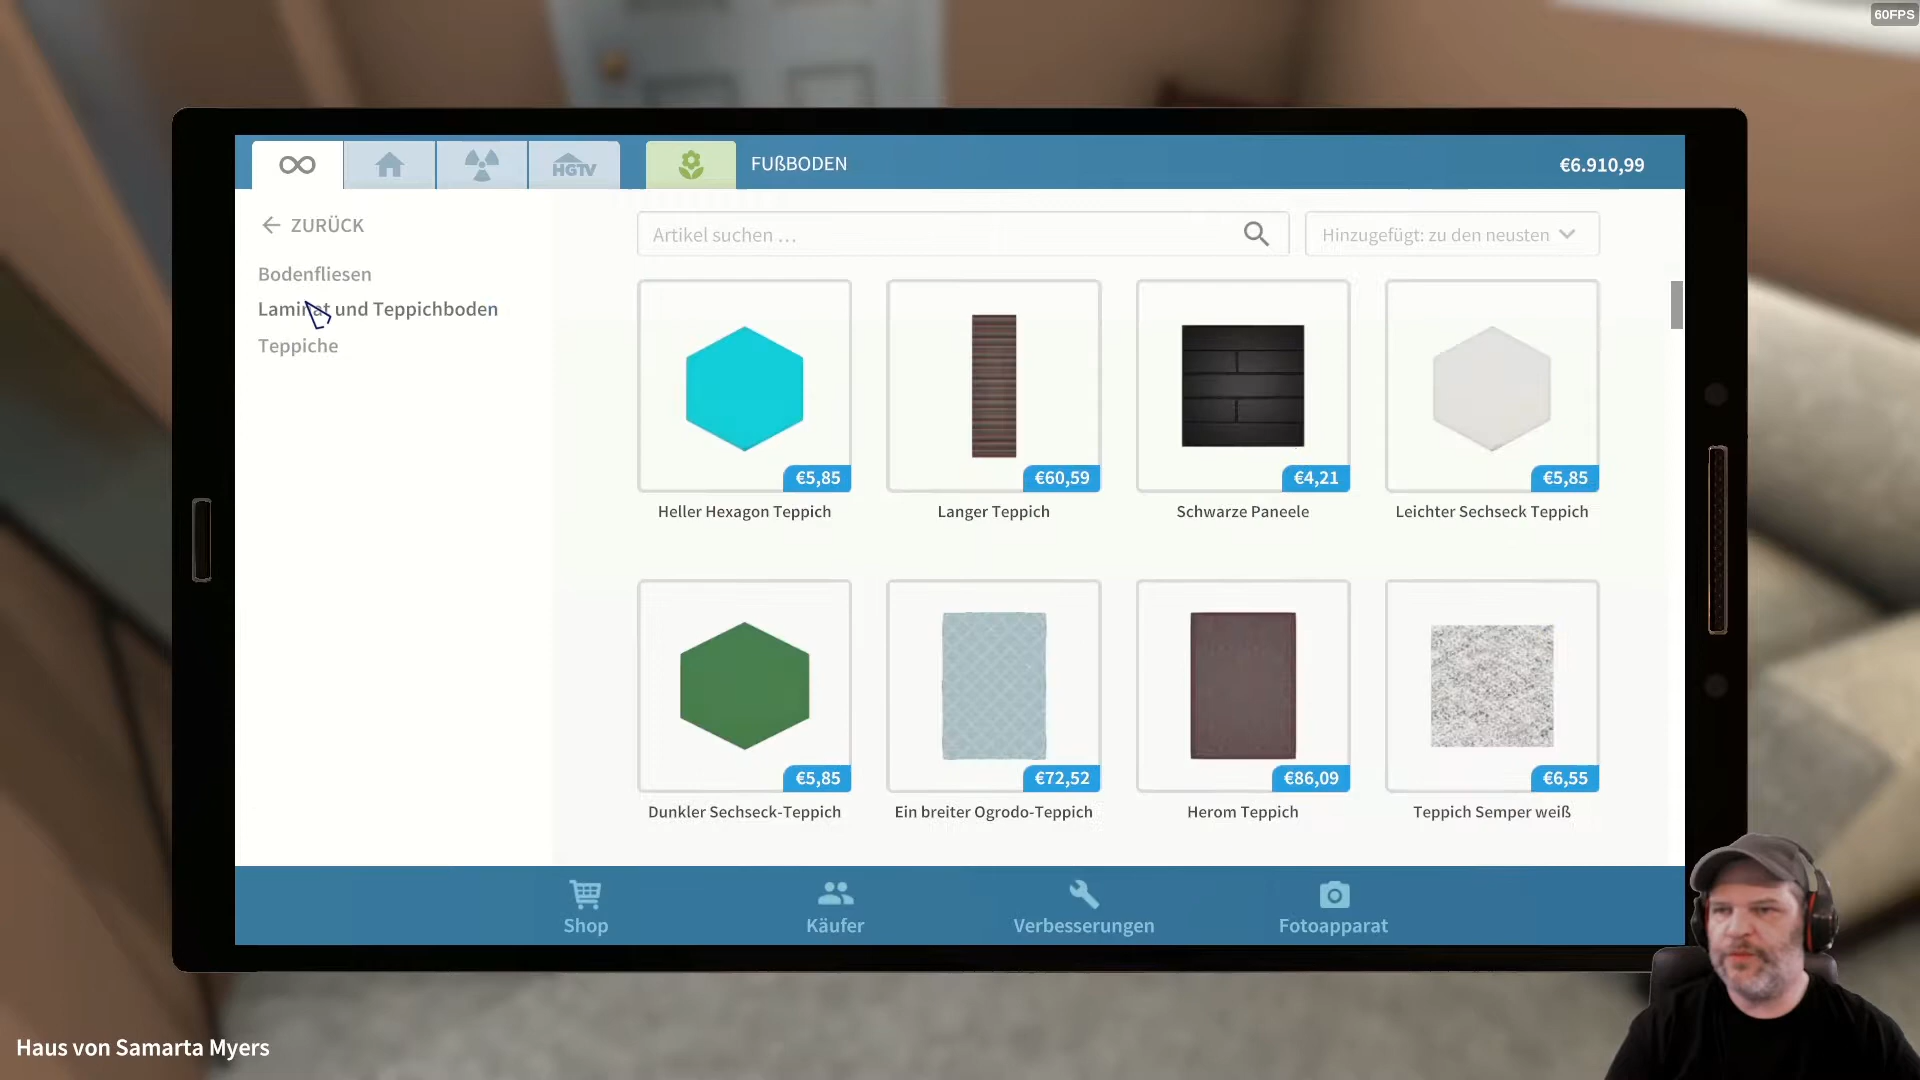 60FPS
HGTV
FUßBODEN
€6.910,99
ZURÜCK
Artikel suchen …
Hinzugefügt: zu den neusten
Bodenfliesen
Laminat und Teppichboden
Teppiche
€5,85
€60,59
€4,21
€5,85
Heller Hexagon Teppich
Langer Teppich
Schwarze Paneele
Leichter Sechseck Teppich
€5,85
€72,52
€86,09
€6,55
Dunkler Sechseck-Teppich
Ein breiter Ogrodo-Teppich
Herom Teppich
Teppich Semper weiß
Shop
Käufer
Verbesserungen
Fotoapparat
Haus von Samarta Myers